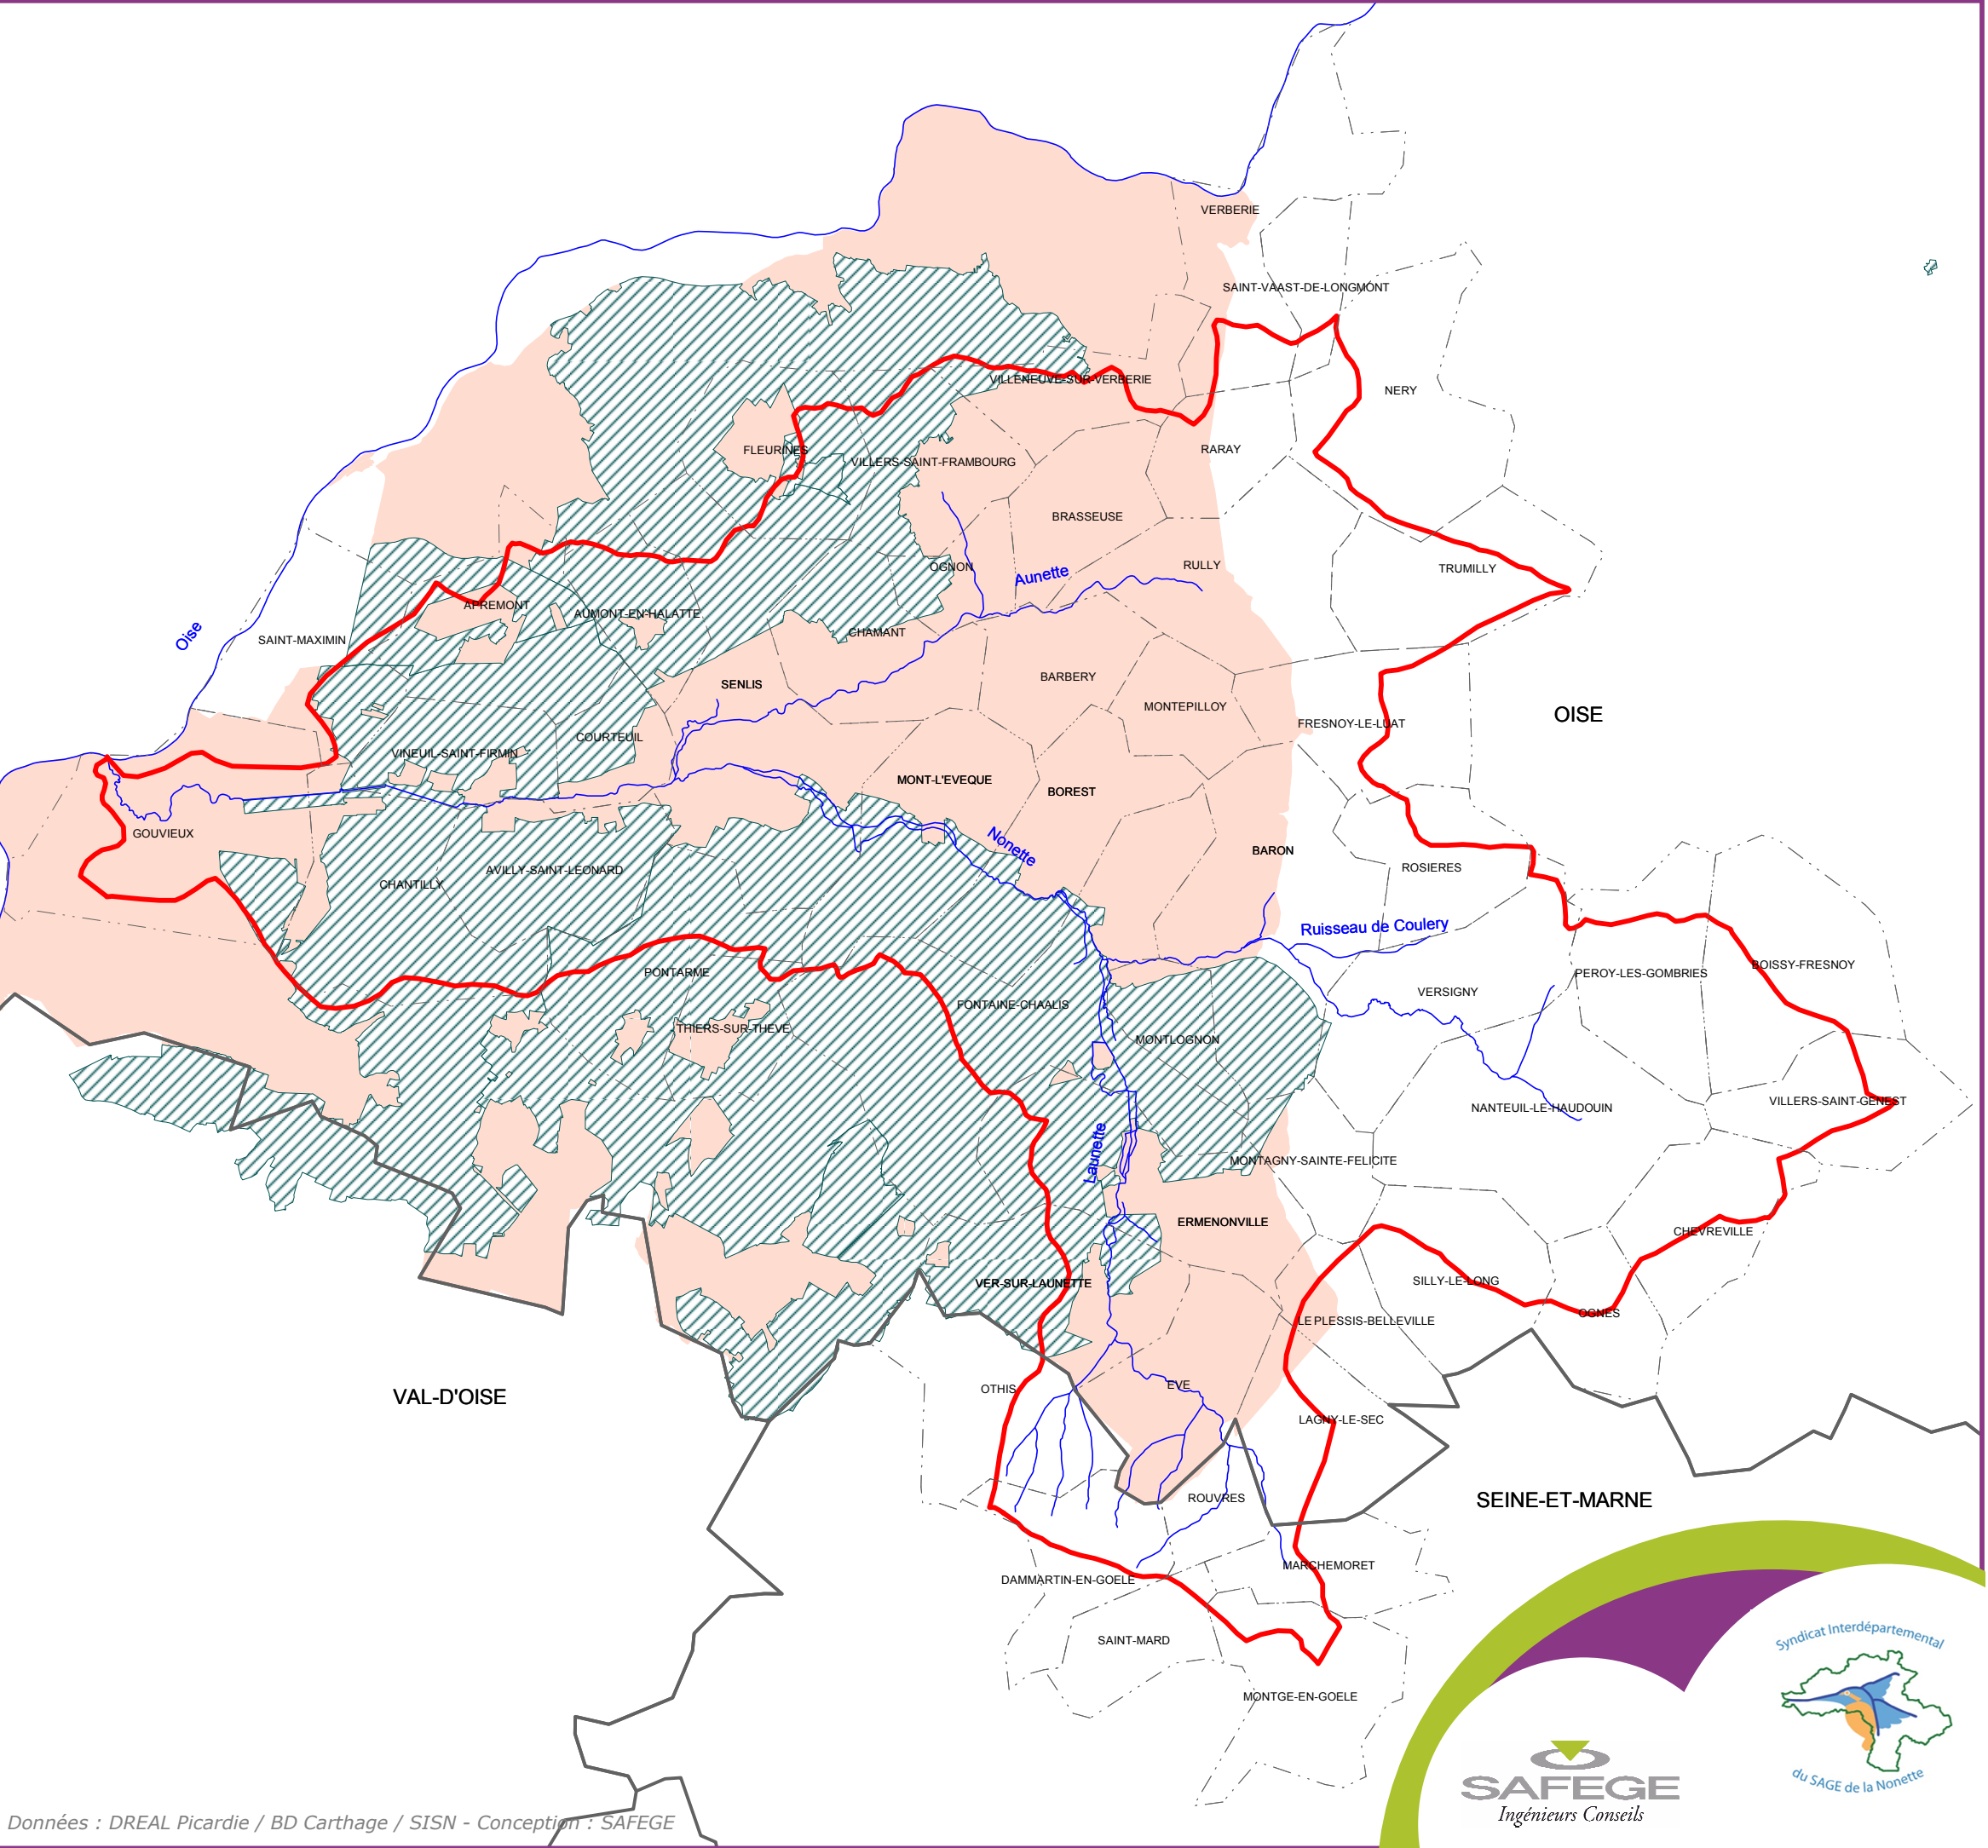 VERBERIE
SAINT-VAAST-DE-LONGMONT
VILLENEUVE-SUR-VERBERIE
NERY
FLEURINES
VILLERS-SAINT-FRAMBOURG
RARAY
BRASSEUSE
OGNON
Aunette
RULLY
TRUMILLY
APREMONT
AUMONT-EN-HALATTE
Oise
SAINT-MAXIMIN
CHAMANT
SENLIS
BARBERY
MONTEPILLOY
OISE
FRESNOY-LE-LUAT
COURTEUIL
VINEUIL-SAINT-FIRMIN
MONT-L'EVEQUE
BOREST
GOUVIEUX
Nonette
BARON
ROSIERES
CHANTILLY
AVILLY-SAINT-LEONARD
Ruisseau de Coulery
PONTARME
PEROY-LES-GOMBRIES
BOISSY-FRESNOY
VERSIGNY
FONTAINE-CHAALIS
THIERS-SUR-THEVE
MONTLOGNON
NANTEUIL-LE-HAUDOUIN
VILLERS-SAINT-GENEST
Launette
MONTAGNY-SAINTE-FELICITE
ERMENONVILLE
CHEVREVILLE
VER-SUR-LAUNETTE
SILLY-LE-LONG
OGNES
LE PLESSIS-BELLEVILLE
VAL-D'OISE
OTHIS
EVE
LAGNY-LE-SEC
ROUVRES
SEINE-ET-MARNE
MARCHEMORET
DAMMARTIN-EN-GOELE
SAINT-MARD
MONTGE-EN-GOELE
Syndicat Interdépartemental
du SAGE de la Nonette
SAFEGE
Ingénieurs Conseils
Données : DREAL Picardie / BD Carthage / SISN - Conception : SAFEGE